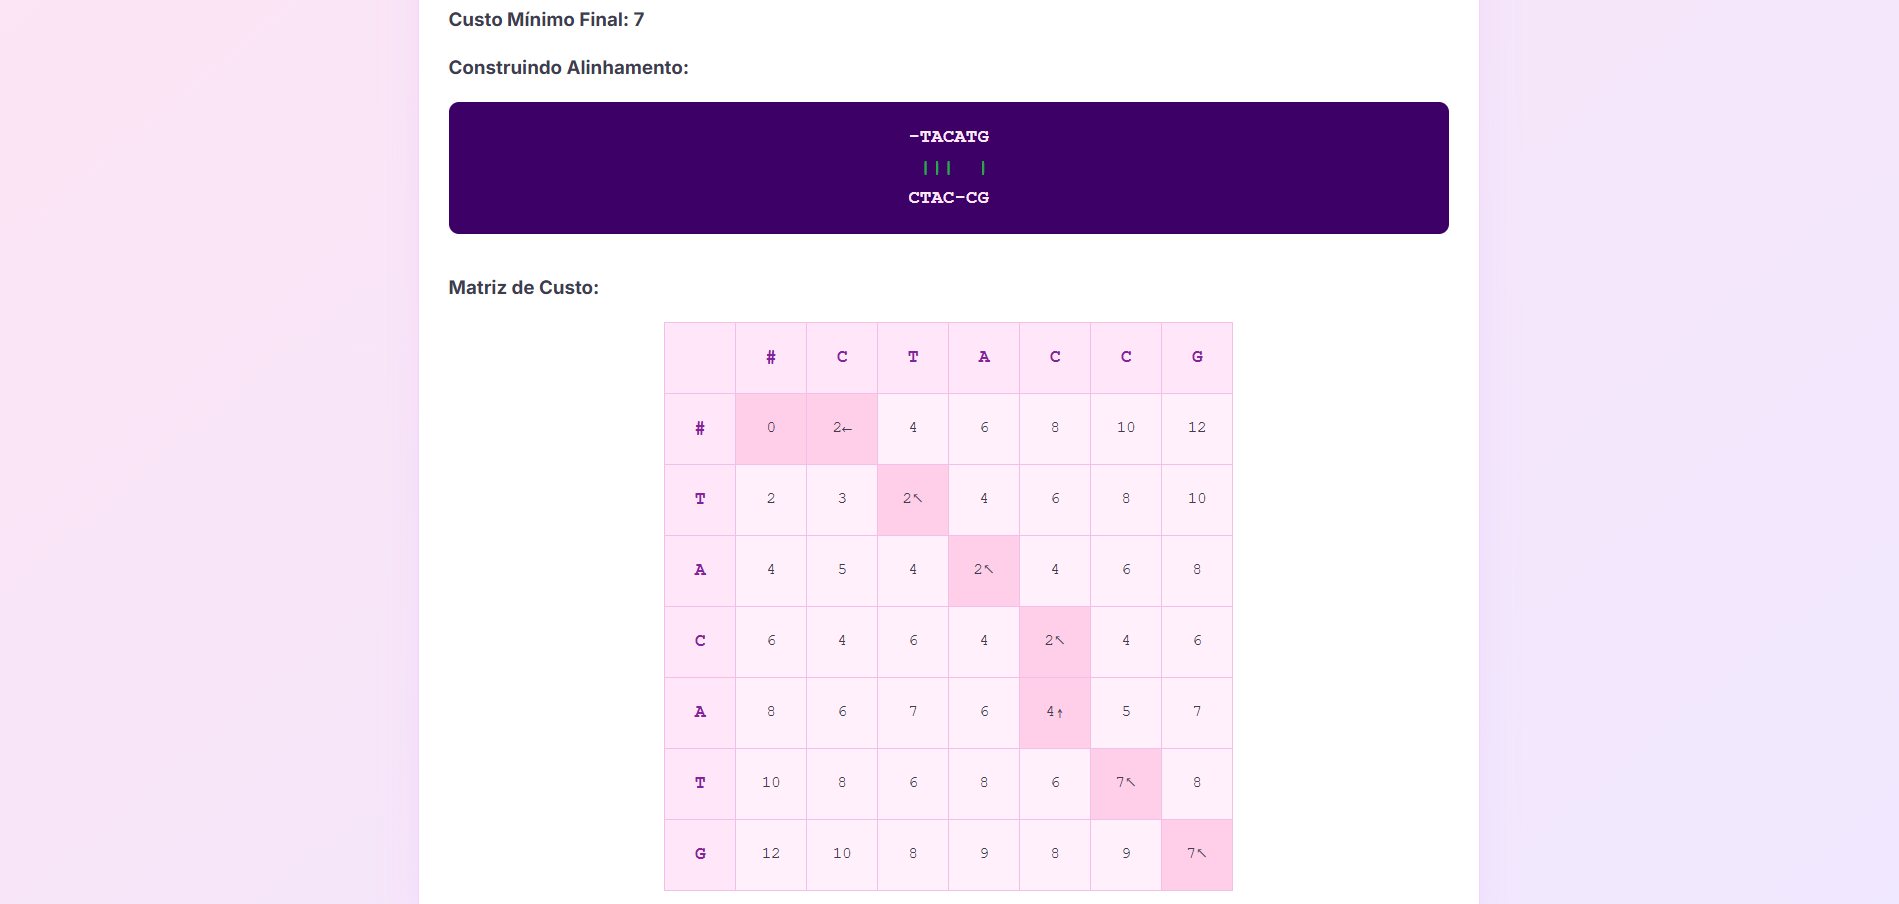 Custo Mínimo Final: 7
Construindo Alinhamento:
-TACATG
||| |
CTAC-CG
Matriz de Custo:
# C T A C C G
# 0 2← 4 6 8 10 12
T 2 3 2↖ 4 6 8 10
A 4 5 4 2↖ 4 6 8
C 6 4 6 4 2↖ 4 6
A 8 6 7 6 4↑ 5 7
T 10 8 6 8 6 7↖ 8
G 12 10 8 9 8 9 7↖